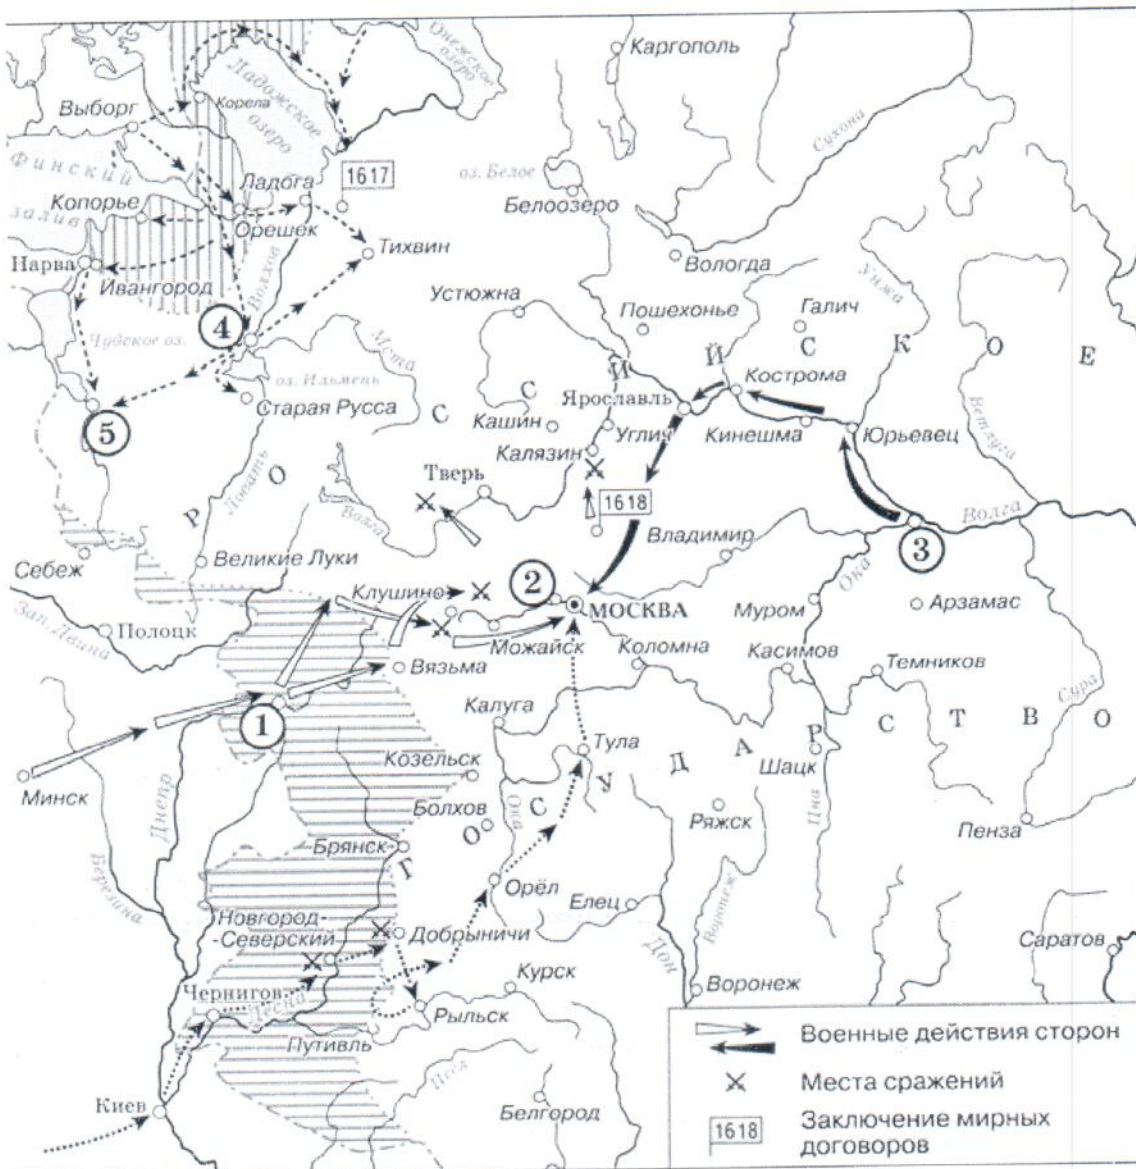 Каргополь
Онежское
озеро
Ладожское
озеро
Корела
Выборг
Сухона
Финский
залив
1617
оз. Белое
Ладога
Копорье
Орешек
Белоозеро
Тихвин
Нарва
Ивангород
Волхов
Вологда
Унжа
Устюжна
Пошехонье
Галич
4
Чудское оз.
Мста
Р О С С И Й С К О Е
оз. Ильмень
Старая Русса
Кострома
Ярославль
Кашин
Углич
Кинешма
Юрьевец
Ветлуга
5
Калязин
Ловать
Тверь
1618
Волга
Волга
Владимир
3
Себеж
Великие Луки
Клушино
2
МОСКВА
Ока
Муром
Арзамас
Зап. Двина
Полоцк
Можайск
Коломна
Касимов
Темников
Вязьма
Сура
1
Калуга
Г О С У Д А Р С Т В О
Тула
Шацк
Козельск
Минск
Днепр
Болхов
Ока
Ряжск
Цна
Пенза
Брянск
Березина
Орёл
Елец
Воронеж
Новгород-
-Северский
Добрыничи
Дон
Саратов
Курск
Воронеж
Чернигов
Десна
Рыльск
Путивль
Псёл
Киев
Белгород
Военные действия сторон
Места сражений
1618
Заключение мирных
договоров